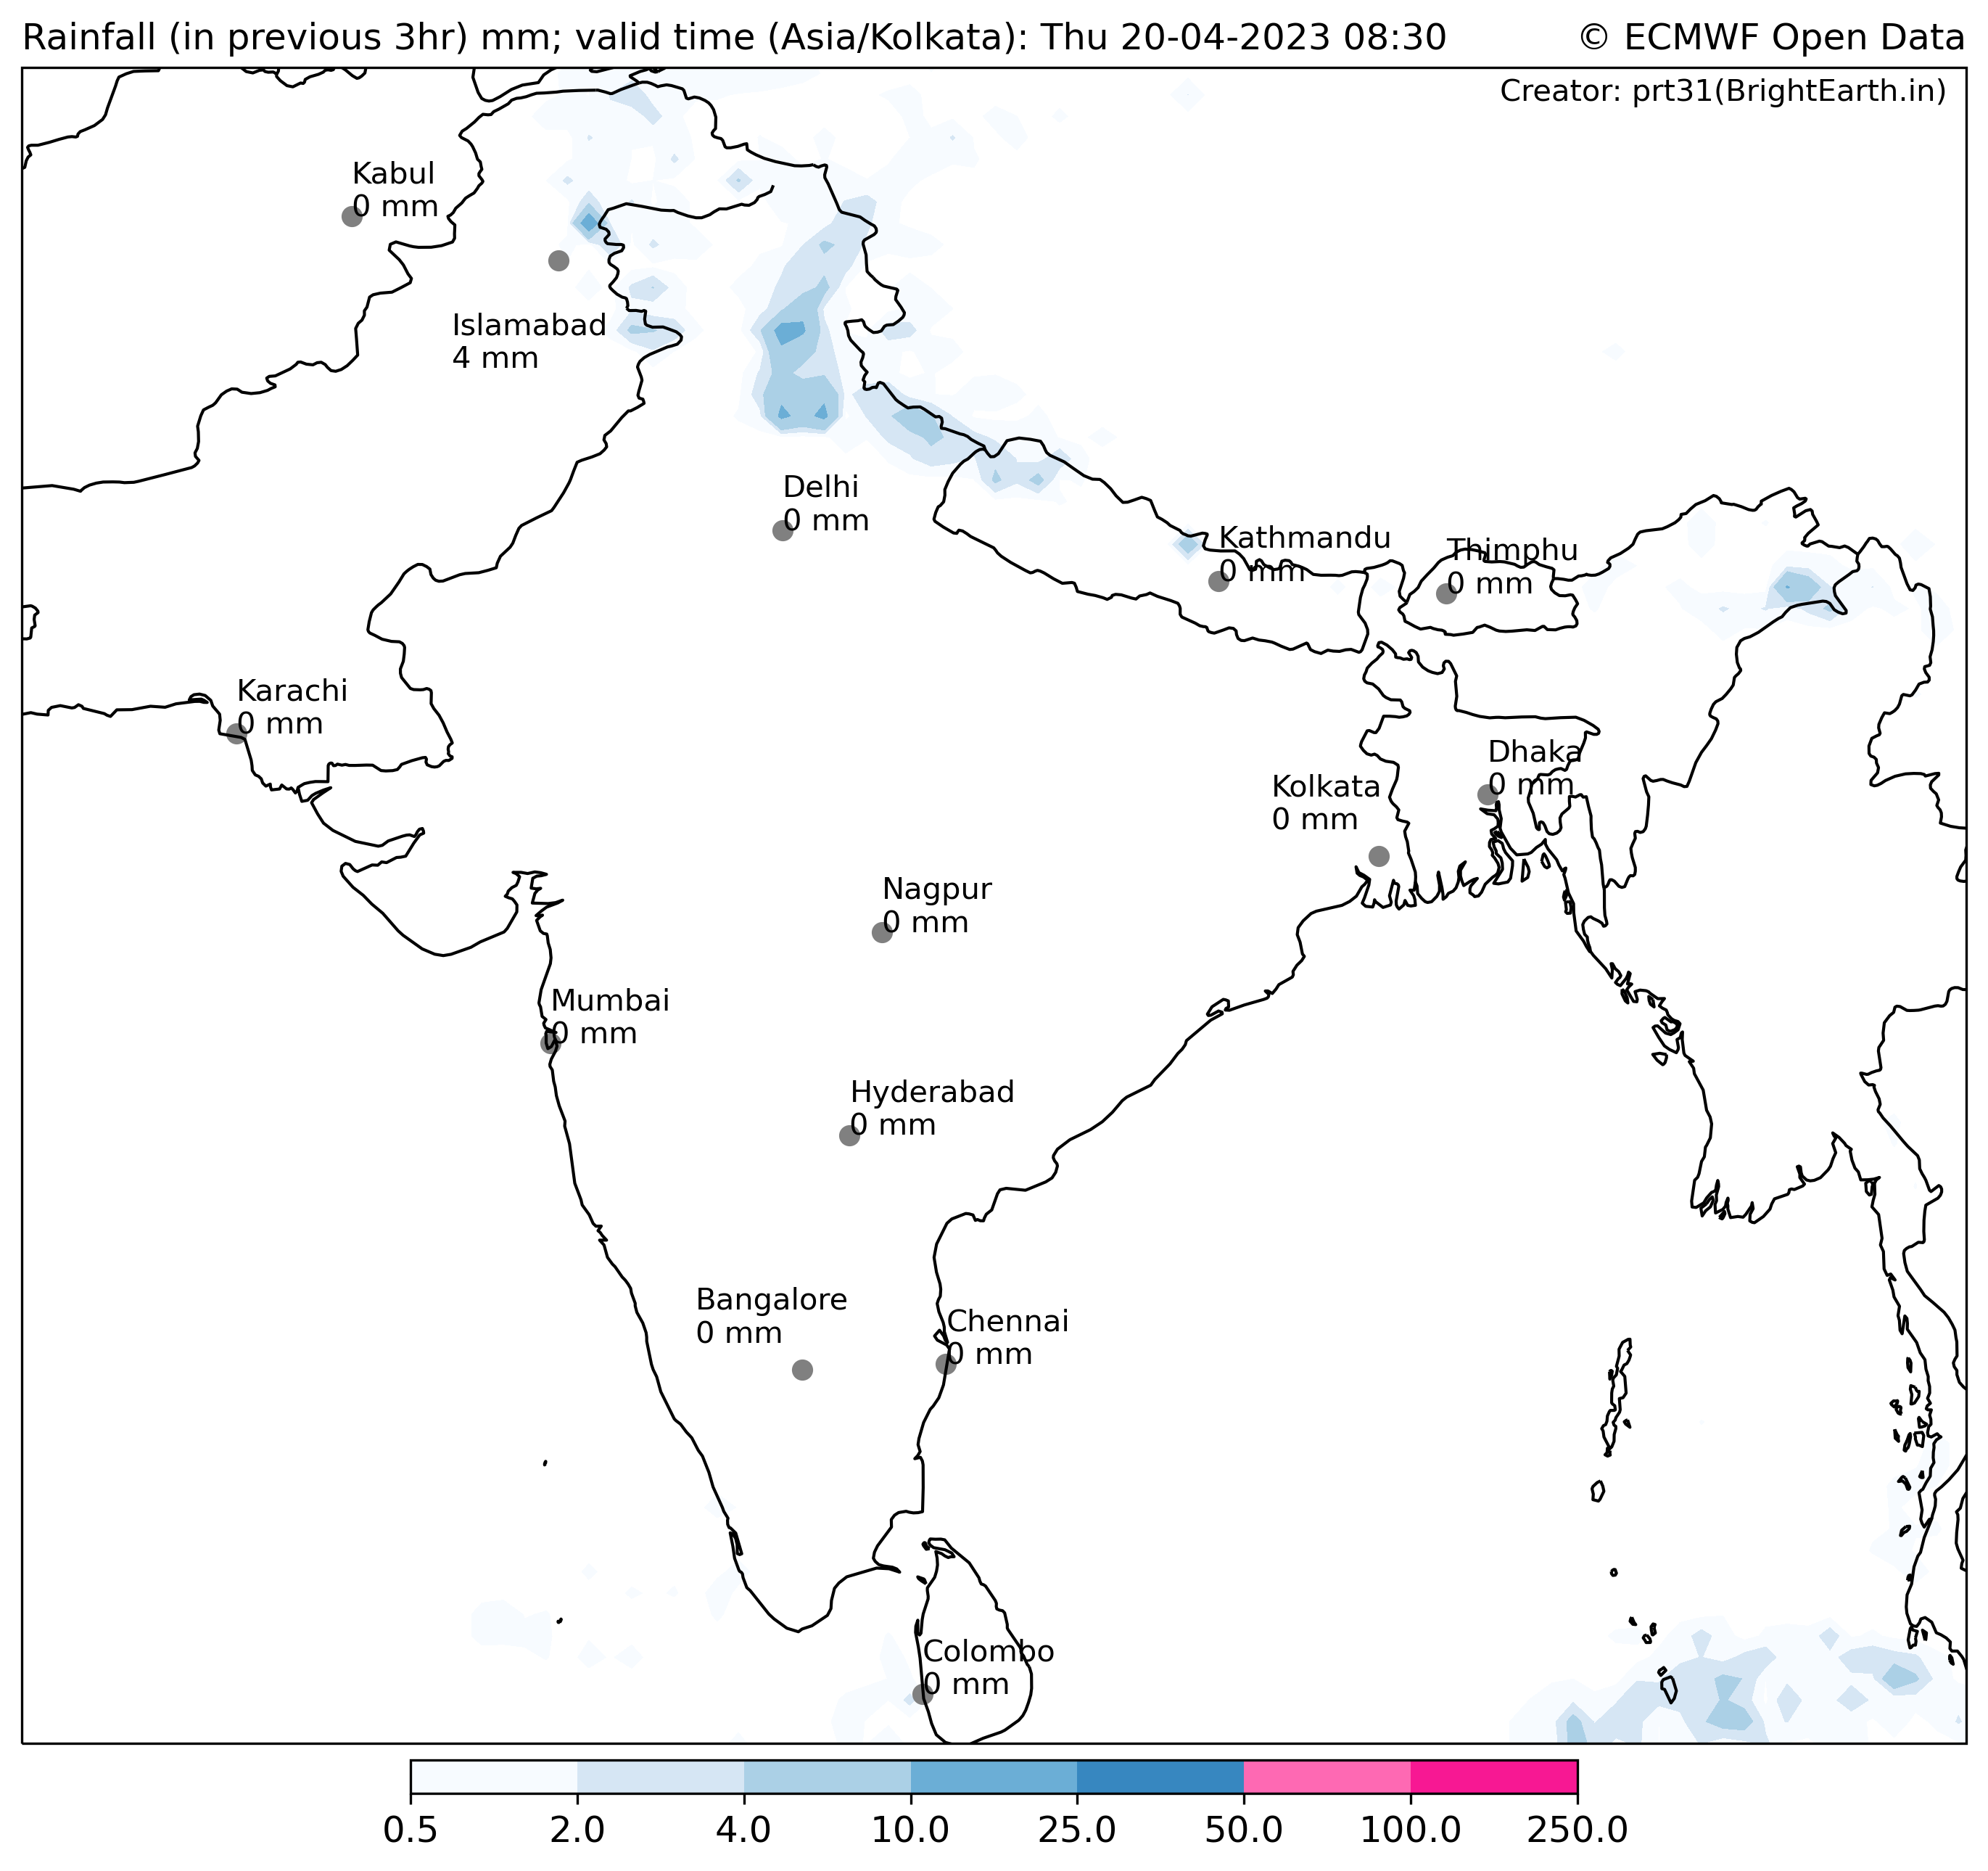 Rainfall (in previous 3hr) mm; valid time (Asia/Kolkata): Thu 20-04-2023 08:30
© ECMWF Open Data
Creator: prt31(BrightEarth.in)
Kabul
0 mm
Islamabad
4 mm
Delhi
0 mm
Kathmandu
0 mm
Thimphu
0 mm
Karachi
0 mm
Dhaka
0 mm
Kolkata
0 mm
Nagpur
0 mm
Mumbai
0 mm
Hyderabad
0 mm
Bangalore
0 mm
Chennai
0 mm
Colombo
0 mm
0.5 2.0 4.0 10.0 25.0 50.0 100.0 250.0